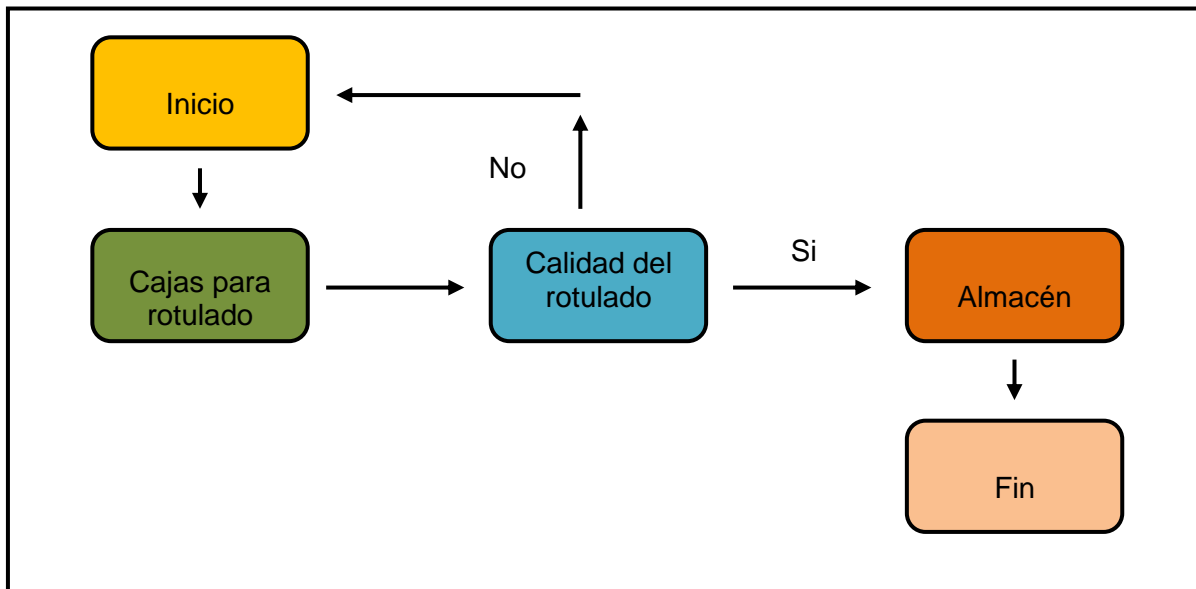 Inicio
No
Cajas para
rotulado
Calidad del
rotulado
Si
Almacén
Fin